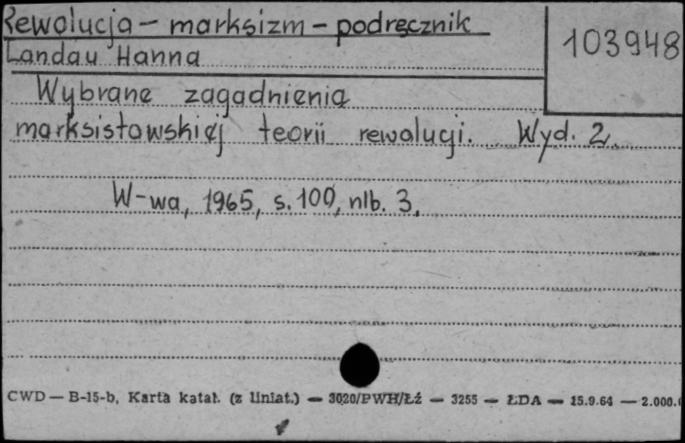 Rewolucja – marksizm – podręcznik
103948
Landau Hanna
Wybrane zagadnienia
marksistowskiej teorii rewolucji. Wyd. 2.
W-wa, 1965, s. 100, nlb. 3.
CWD — B-15-b, Karta katal. (z liniat.) — 3020/PWH/Łź — 3255 — ŁDA — 15.9.64 — 2.000.